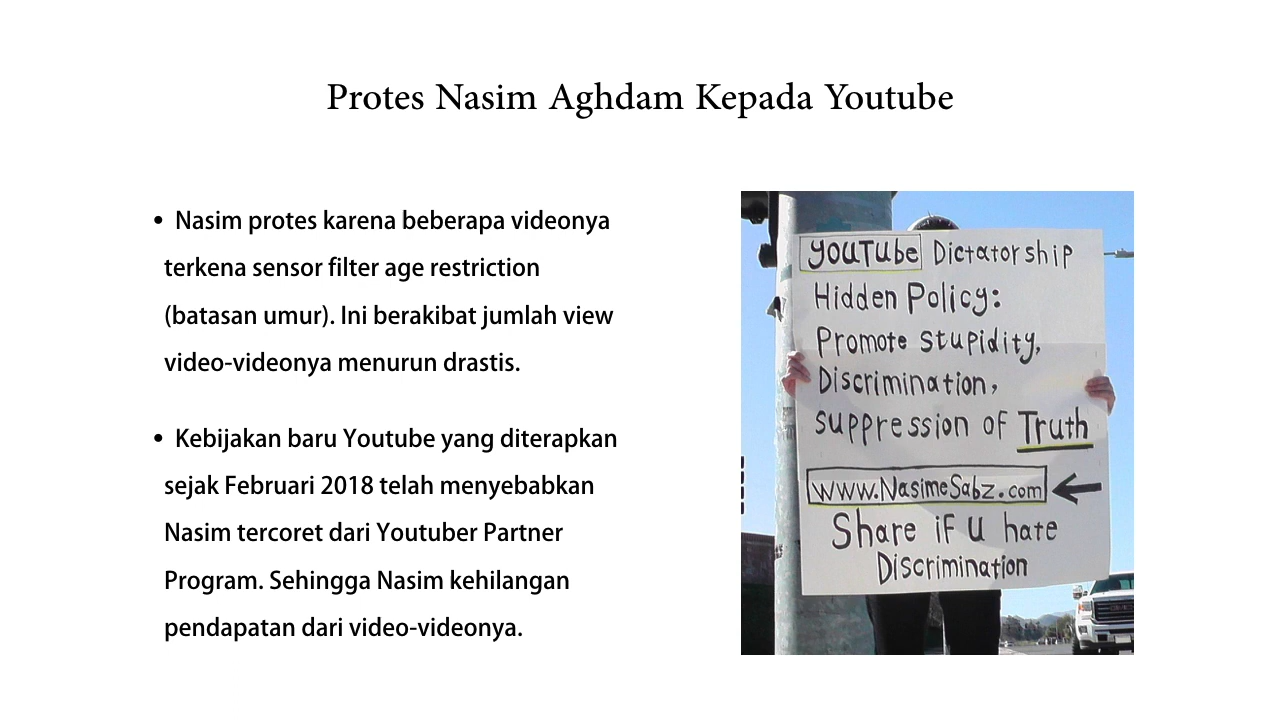 Protes Nasim Aghdam Kepada Youtube
• Nasim protes karena beberapa videonya
terkena sensor filter age restriction
(batasan umur). Ini berakibat jumlah view
video-videonya menurun drastis.
• Kebijakan baru Youtube yang diterapkan
sejak Februari 2018 telah menyebabkan
Nasim tercoret dari Youtuber Partner
Program. Sehingga Nasim kehilangan
pendapatan dari video-videonya.
youTube Dictatorship
Hidden Policy:
Promote stupidity,
Discrimination,
suppression of Truth
www.NasimeSabz.com
Share if u hate
Discrimination